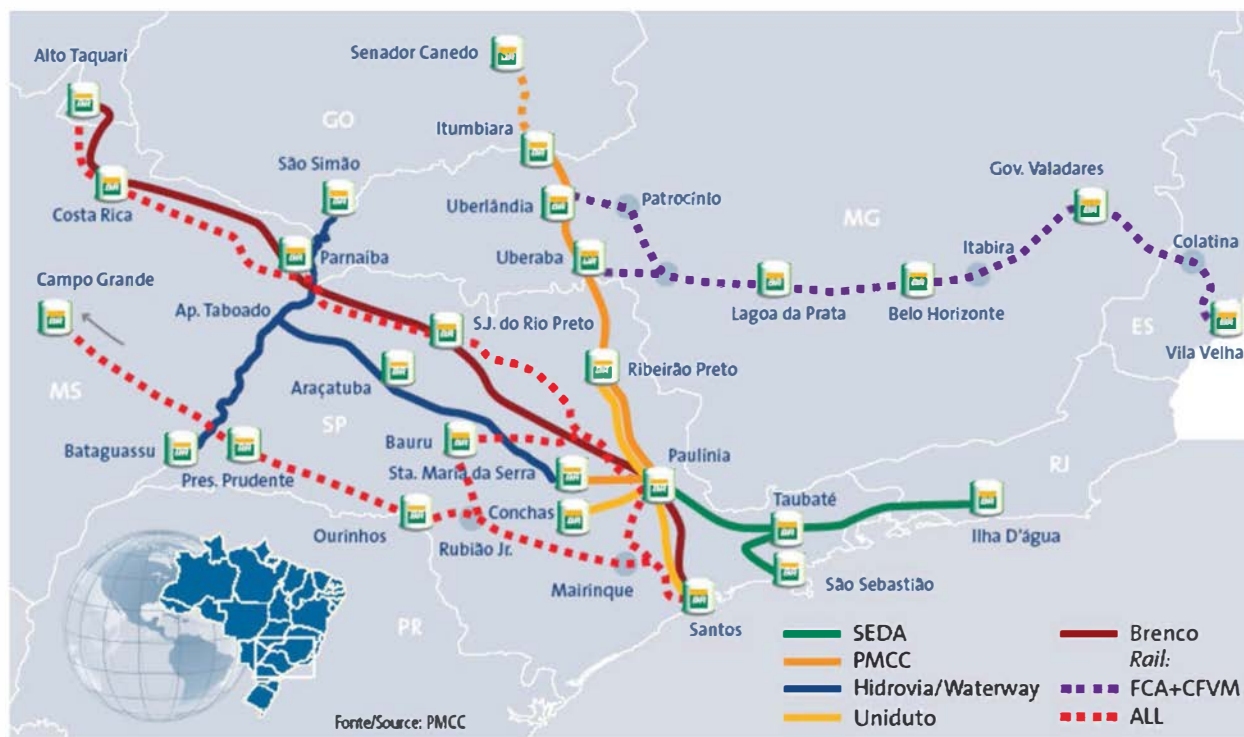 Alto Taquari
Senador Canedo
GO
Itumbiara
São Simão
Gov. Valadares
Costa Rica
Uberlândia
Patrocínio
MG
Colatina
Parnaíba
Uberaba
Itabira
Campo Grande
Ap. Taboado
S.J. do Rio Preto
Lagoa da Prata
Belo Horizonte
ES
Vila Velha
Ribeirão Preto
Araçatuba
MS
SP
Bauru
Paulínia
RJ
Bataguassu
Pres. Prudente
Sta. Maria da Serra
Taubaté
Conchas
Ilha D'água
Ourinhos
Rubião Jr.
Mairinque
São Sebastião
PR
Santos
SEDA
PMCC
Hidrovia/Waterway
Uniduto
Brenco
Rail:
FCA+CFVM
ALL
Fonte/Source: PMCC